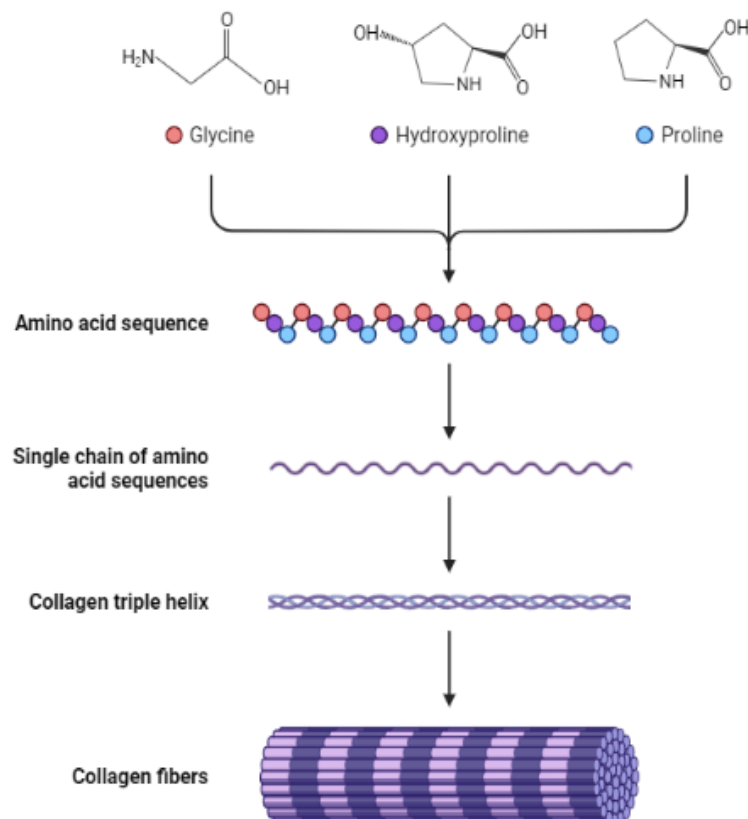 O
OH
OH
H₂N
OH
NH
O
NH
O
OH
Glycine
Hydroxyproline
Proline
Amino acid sequence
Single chain of amino
acid sequences
Collagen triple helix
Collagen fibers